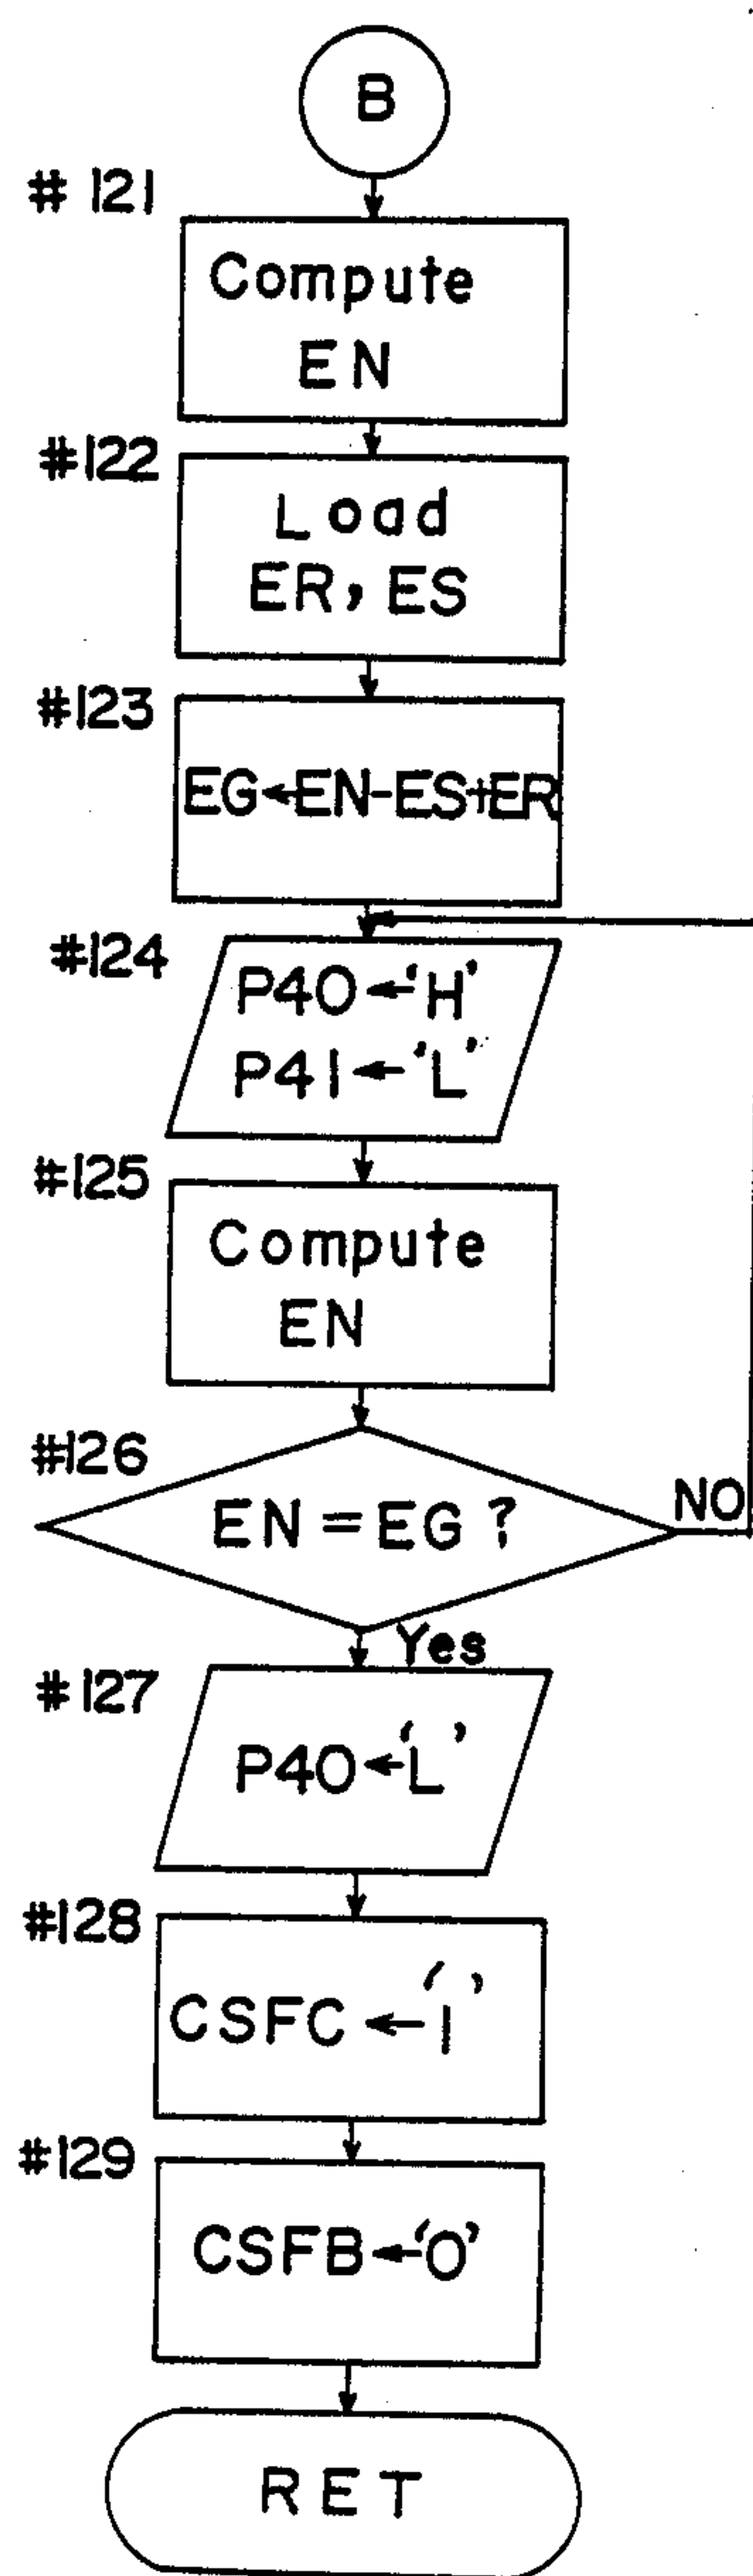 B
# 121
Compute
EN
#122
Load
ER, ES
#123
EG←EN-ES+ER
#124
P40←'H'
P41←'L'
#125
Compute
EN
#126
EN = EG ?
NO
Yes
#127
P40←'L'
#128
CSFC ← '1'
#129
CSFB←'0'
RET